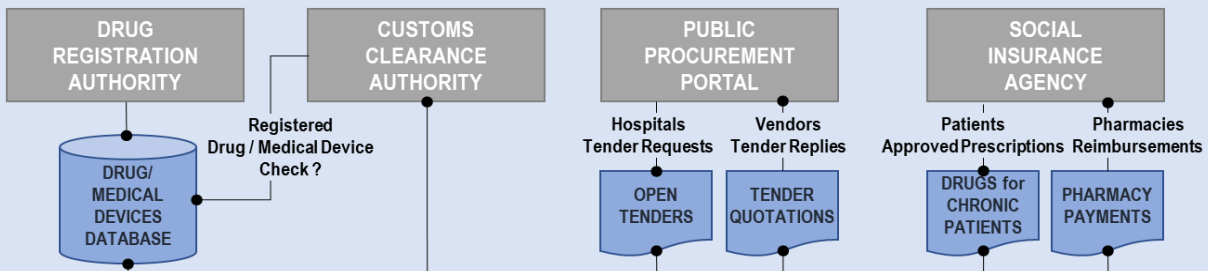 DRUG
REGISTRATION
AUTHORITY
CUSTOMS
CLEARANCE
AUTHORITY
PUBLIC
PROCUREMENT
PORTAL
SOCIAL
INSURANCE
AGENCY
Registered
Drug / Medical Device
Check ?
Hospitals
Tender Requests
Vendors
Tender Replies
Patients
Approved Prescriptions
Pharmacies
Reimbursements
DRUG/
MEDICAL
DEVICES
DATABASE
OPEN
TENDERS
TENDER
QUOTATIONS
DRUGS for
CHRONIC
PATIENTS
PHARMACY
PAYMENTS